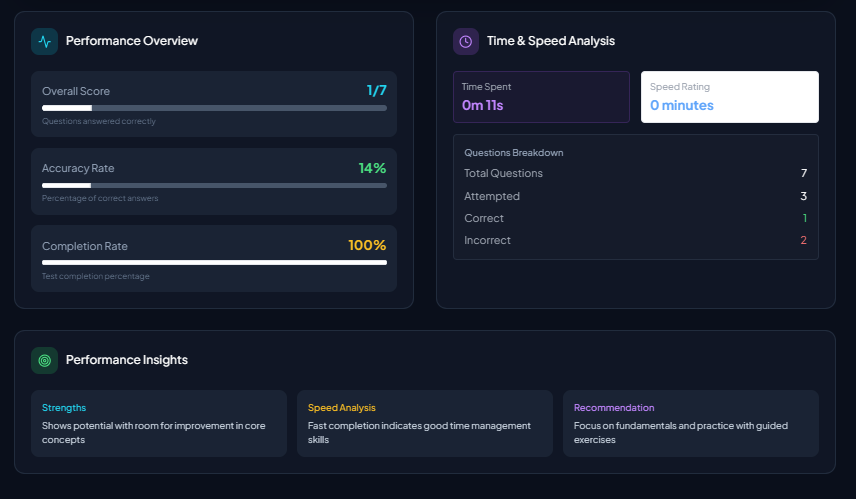 Performance Overview
Overall Score 1/7
Questions answered correctly
Accuracy Rate 14%
Percentage of correct answers
Completion Rate 100%
Test completion percentage
Time & Speed Analysis
Time Spent
0m 11s
Speed Rating
0 minutes
Questions Breakdown
Total Questions 7
Attempted 3
Correct 1
Incorrect 2
Performance Insights
Strengths
Shows potential with room for improvement in core
concepts
Speed Analysis
Fast completion indicates good time management
skills
Recommendation
Focus on fundamentals and practice with guided
exercises